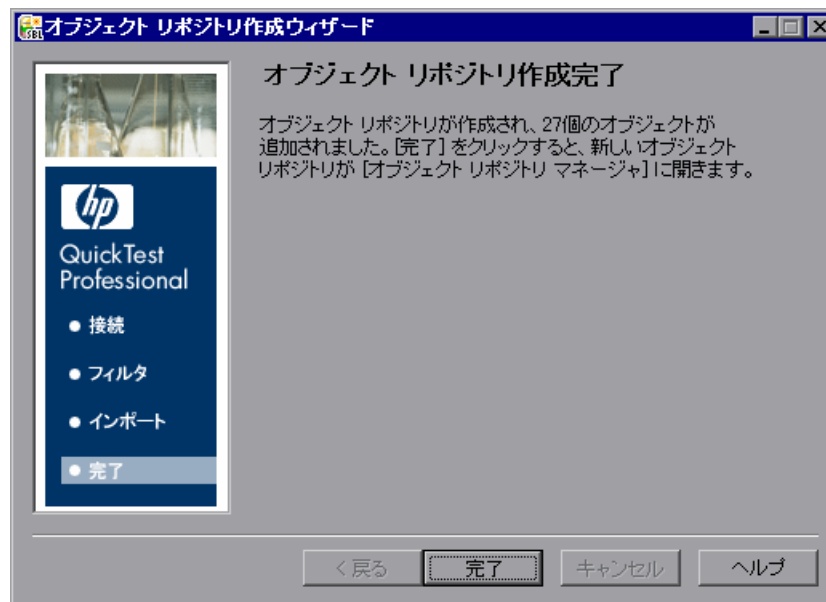 SBL オブジェクト リポジトリ作成ウィザード
オブジェクト リポジトリ作成完了
オブジェクト リポジトリが作成され、27個のオブジェクトが
追加されました。[完了] をクリックすると、新しいオブジェクト
リポジトリが [オブジェクト リポジトリ マネージャ] に開きます。
hp
QuickTest
Professional
接続
フィルタ
インポート
完了
< 戻る
完了
キャンセル
ヘルプ